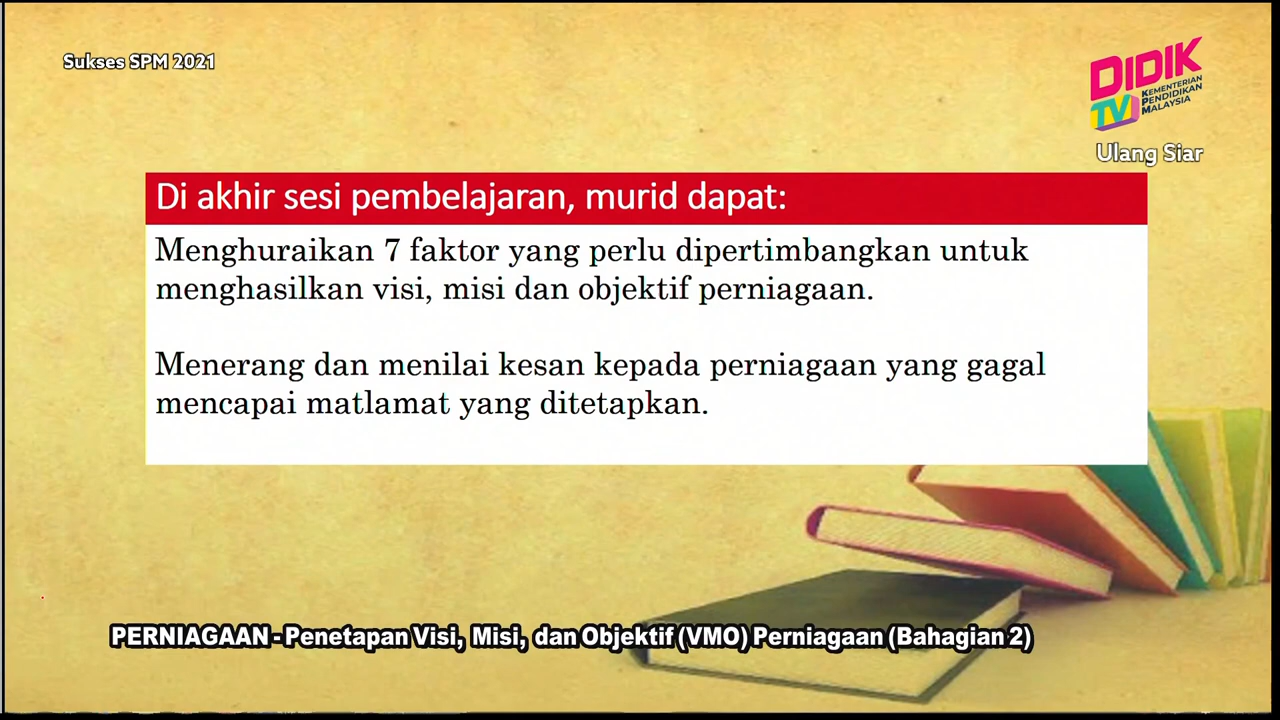 Sukses SPM 2021
DIDIK
TV
KEMENTERIAN
PENDIDIKAN
MALAYSIA
Ulang Siar
Di akhir sesi pembelajaran, murid dapat:
Menghuraikan 7 faktor yang perlu dipertimbangkan untuk
menghasilkan visi, misi dan objektif perniagaan.
Menerang dan menilai kesan kepada perniagaan yang gagal
mencapai matlamat yang ditetapkan.
PERNIAGAAN - Penetapan Visi, Misi, dan Objektif (VMO) Perniagaan (Bahagian 2)